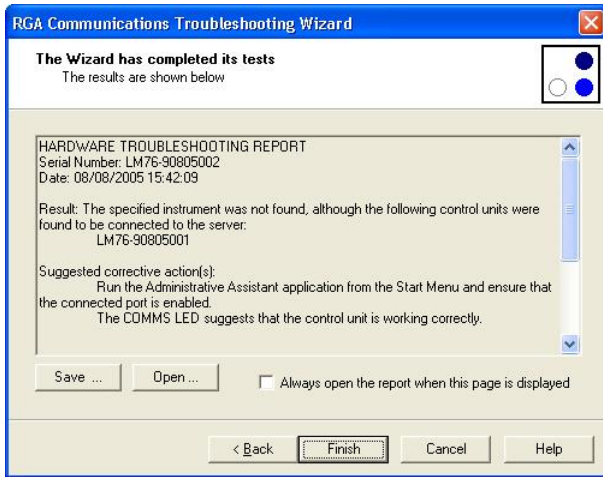 RGA Communications Troubleshooting Wizard
The Wizard has completed its tests
The results are shown below
HARDWARE TROUBLESHOOTING REPORT
Serial Number: LM76-90805002
Date: 08/08/2005 15:42:09
Result: The specified instrument was not found, although the following control units were
found to be connected to the server:
LM76-90805001
Suggested corrective action(s):
Run the Administrative Assistant application from the Start Menu and ensure that
the connected port is enabled.
The COMMS LED suggests that the control unit is working correctly.
Save ...
Open ...
Always open the report when this page is displayed
< Back
Finish
Cancel
Help